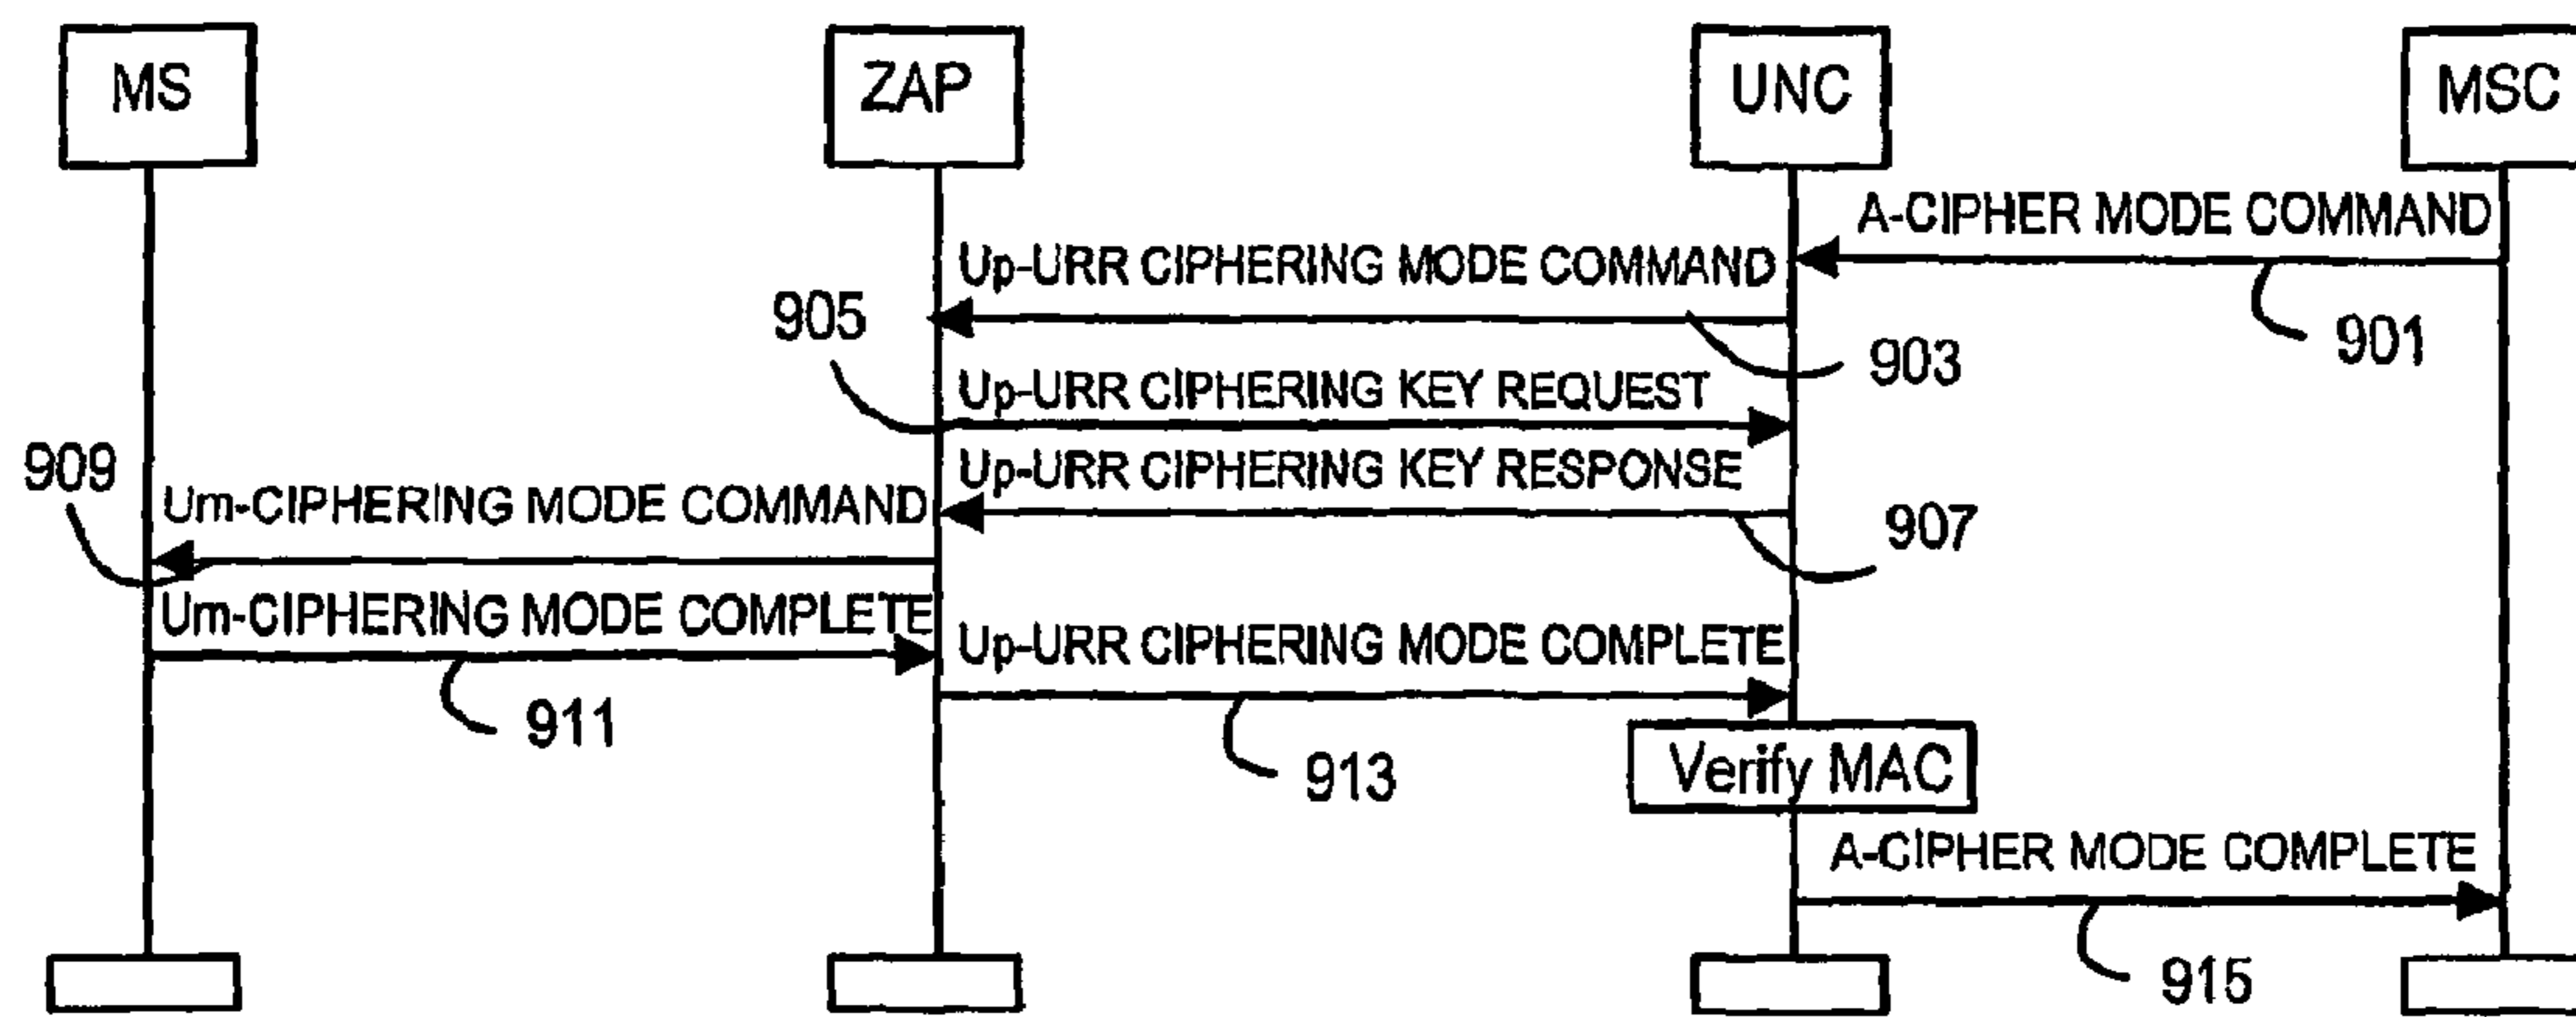 MS
ZAP
UNC
MSC
A-CIPHER MODE COMMAND
901
Up-URR CIPHERING MODE COMMAND
903
905
Up-URR CIPHERING KEY REQUEST
Up-URR CIPHERING KEY RESPONSE
907
909
Um-CIPHERING MODE COMMAND
Um-CIPHERING MODE COMPLETE
911
Up-URR CIPHERING MODE COMPLETE
913
Verify MAC
A-CIPHER MODE COMPLETE
915